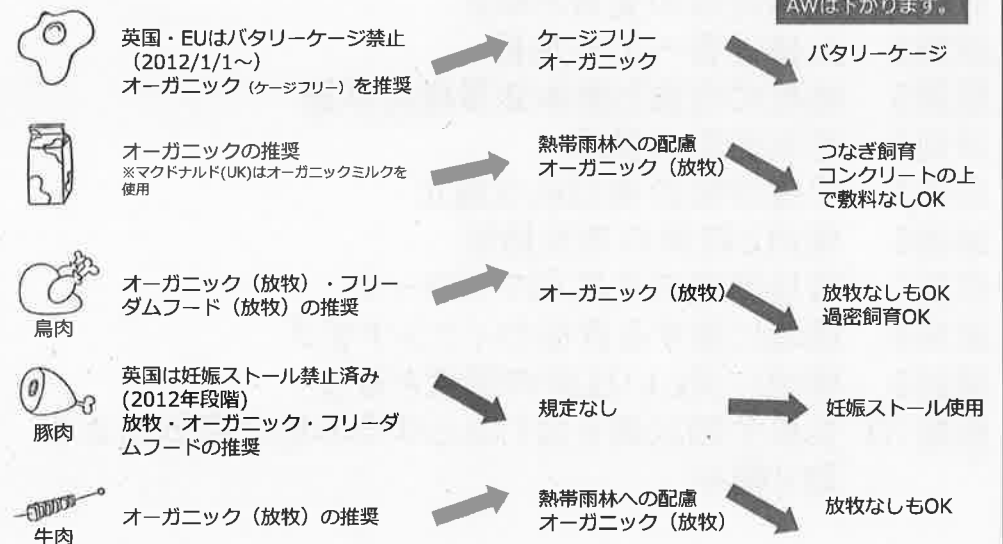 AWは下がります。
英国・EUはバタリーケージ禁止
（2012/1/1～）
オーガニック（ケージフリー）を推奨
ケージフリー
オーガニック
バタリーケージ
オーガニックの推奨
※マクドナルド(UK)はオーガニックミルクを
使用
熱帯雨林への配慮
オーガニック（放牧）
つなぎ飼育
コンクリートの上
で敷料なしOK
鳥肉
オーガニック（放牧）・フリー
ダムフード（放牧）の推奨
オーガニック（放牧）
放牧なしもOK
過密飼育OK
豚肉
英国は妊娠ストール禁止済み
(2012年段階)
放牧・オーガニック・フリーダ
ムフードの推奨
規定なし
妊娠ストール使用
牛肉
オーガニック（放牧）の推奨
熱帯雨林への配慮
オーガニック（放牧）
放牧なしもOK